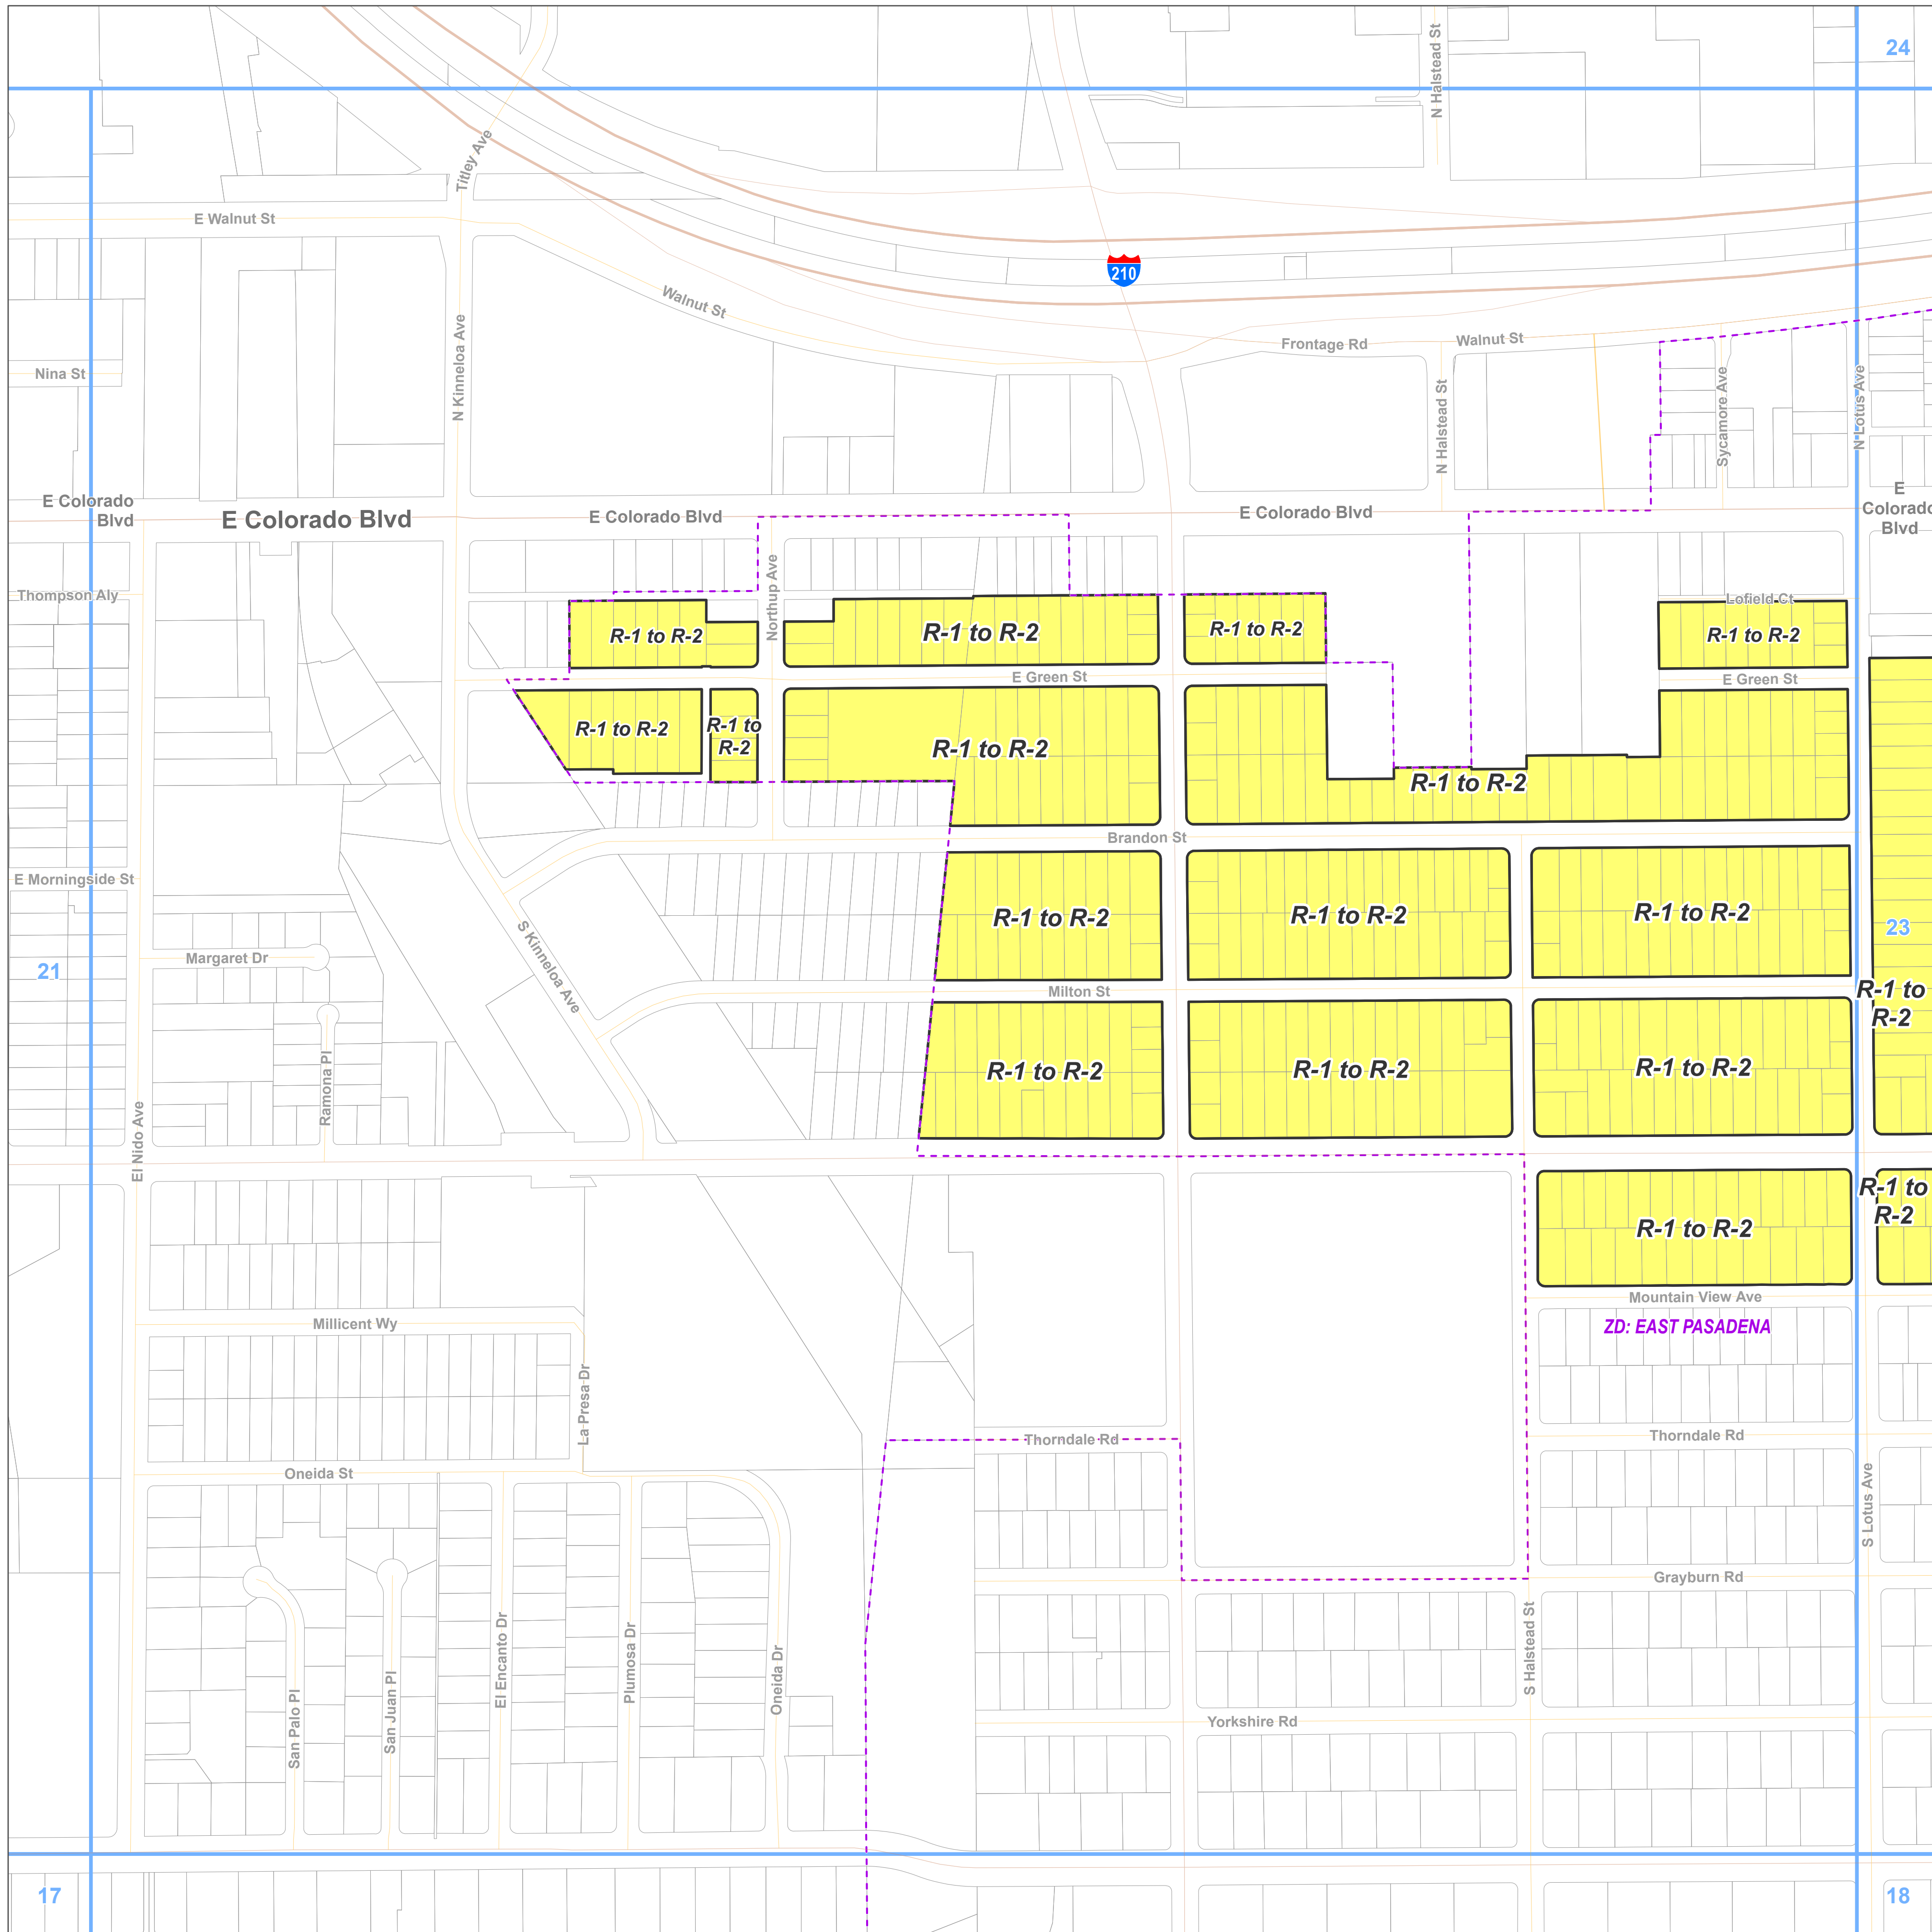 24
N Halstead St
Titley Ave
E Walnut St
210
Walnut St
Frontage Rd
Walnut St
Nina St
N Kinneloa Ave
N Halstead St
Sycamore Ave
N Lotus Ave
E Colorado
Blvd
E Colorado Blvd
E Colorado Blvd
E Colorado Blvd
E
Colorado
Blvd
Thompson Aly
Northup Ave
Lofield Ct
R-1 to R-2
R-1 to R-2
R-1 to R-2
R-1 to R-2
E Green St
E Green St
R-1 to R-2
R-1 to
R-2
R-1 to R-2
R-1 to R-2
Brandon St
E Morningside St
R-1 to R-2
R-1 to R-2
R-1 to R-2
23
S Kinneloa Ave
Margaret Dr
21
Milton St
R-1 to
R-2
Ramona Pl
R-1 to R-2
R-1 to R-2
R-1 to R-2
El Nido Ave
R-1 to
R-2
R-1 to R-2
Mountain View Ave
Millicent Wy
ZD: EAST PASADENA
La Presa Dr
Thorndale Rd
Thorndale Rd
Oneida St
S Lotus Ave
Grayburn Rd
El Encanto Dr
Plumosa Dr
Oneida Dr
S Halstead St
San Palo Pl
San Juan Pl
Yorkshire Rd
17
18